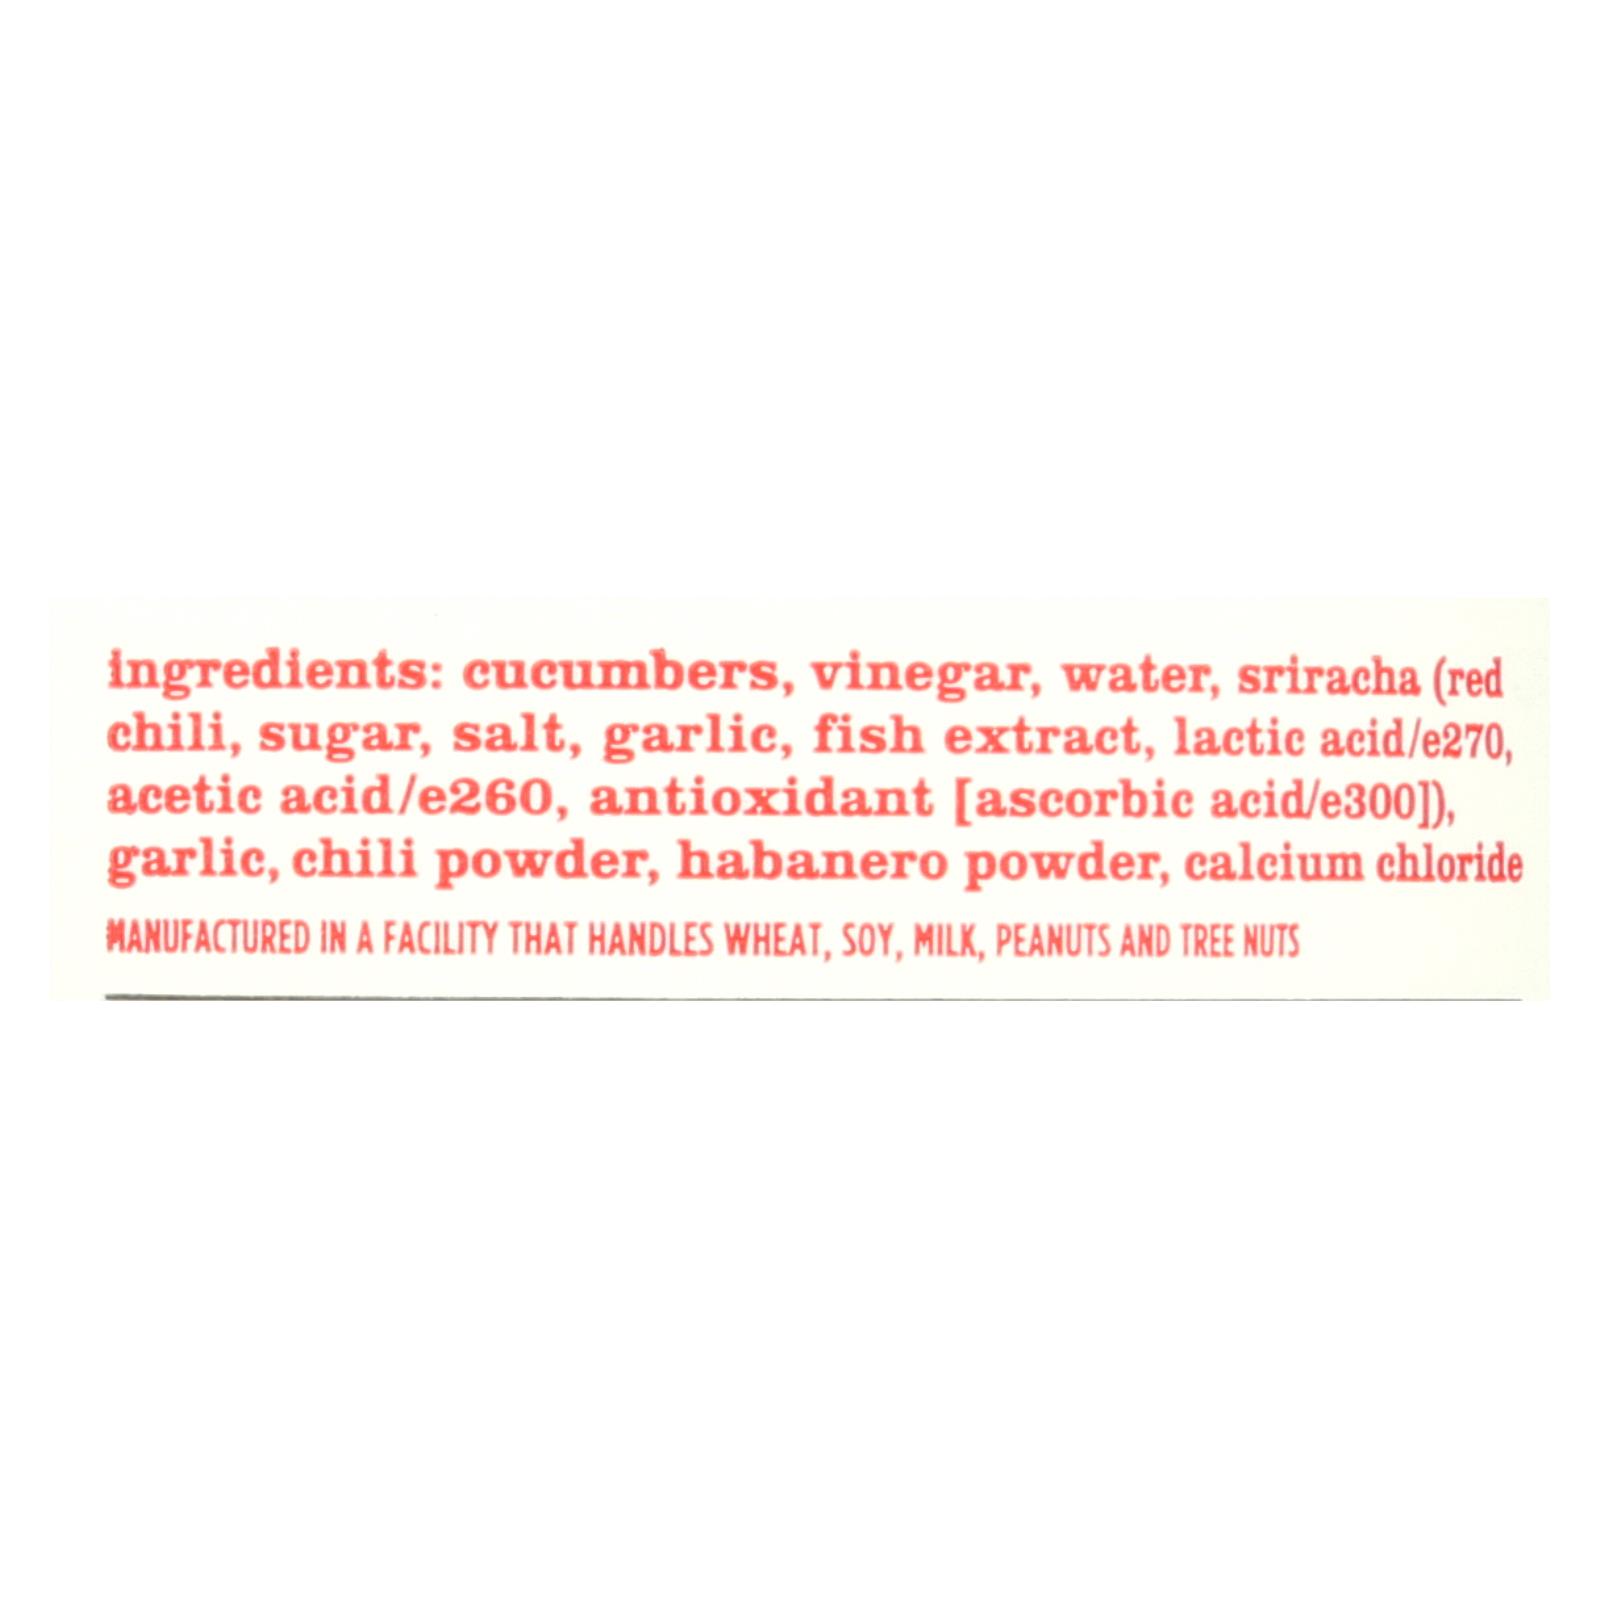 ingredients: cucumbers, vinegar, water, sriracha (red
chili, sugar, salt, garlic, fish extract, lactic acid/e270,
acetic acid/e260, antioxidant [ascorbic acid/e300]),
garlic, chili powder, habanero powder, calcium chloride
MANUFACTURED IN A FACILITY THAT HANDLES WHEAT, SOY, MILK, PEANUTS AND TREE NUTS